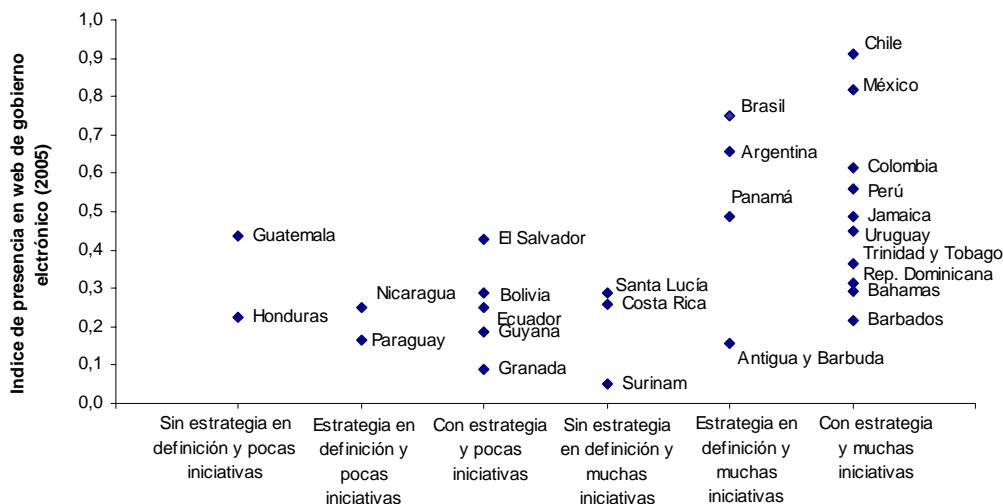 Indice de presencia en web de gobierno
elctrónico (2005)
1,0
0,9
0,8
0,7
0,6
0,5
0,4
0,3
0,2
0,1
0,0
Guatemala
Honduras
Nicaragua
Paraguay
El Salvador
Bolivia
Ecuador
Guyana
Granada
Santa Lucía
Costa Rica
Surinam
Brasil
Argentina
Panamá
Antigua y Barbuda
Chile
México
Colombia
Perú
Jamaica
Uruguay
Trinidad y Tobago
Rep. Dominicana
Bahamas
Barbados
Sin estrategia en
definición y pocas
iniciativas
Estrategia en
definición y
pocas
iniciativas
Con estrategia
y pocas
iniciativas
Sin estrategia
en definición y
muchas
iniciativas
Estrategia en
definición y
muchas
iniciativas
Con estrategia
y muchas
iniciativas